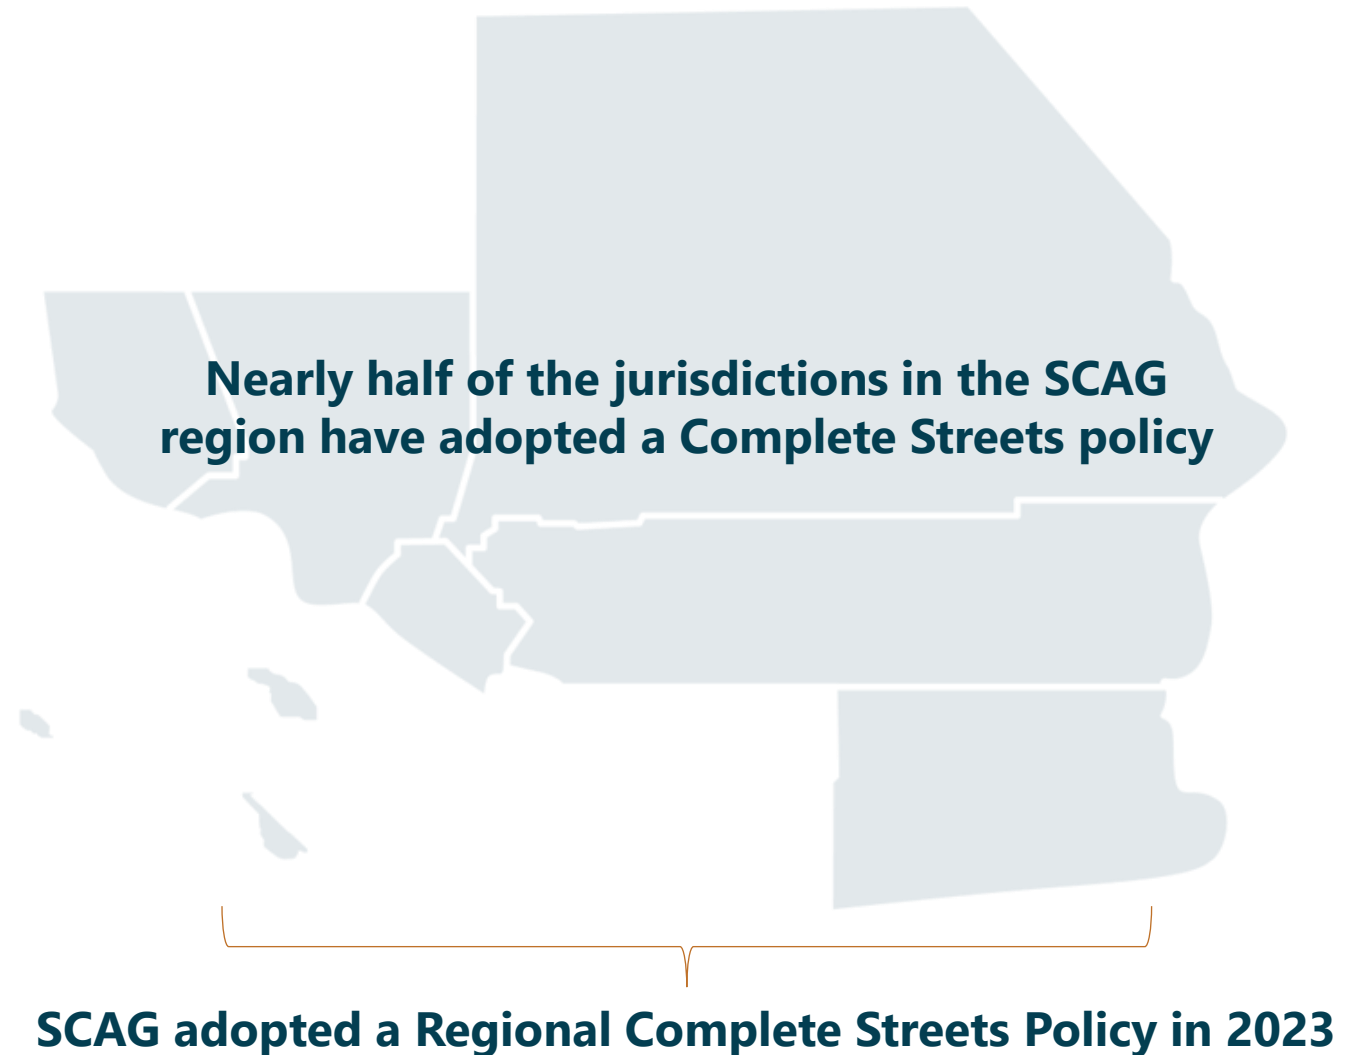 Nearly half of the jurisdictions in the SCAG
region have adopted a Complete Streets policy
SCAG adopted a Regional Complete Streets Policy in 2023